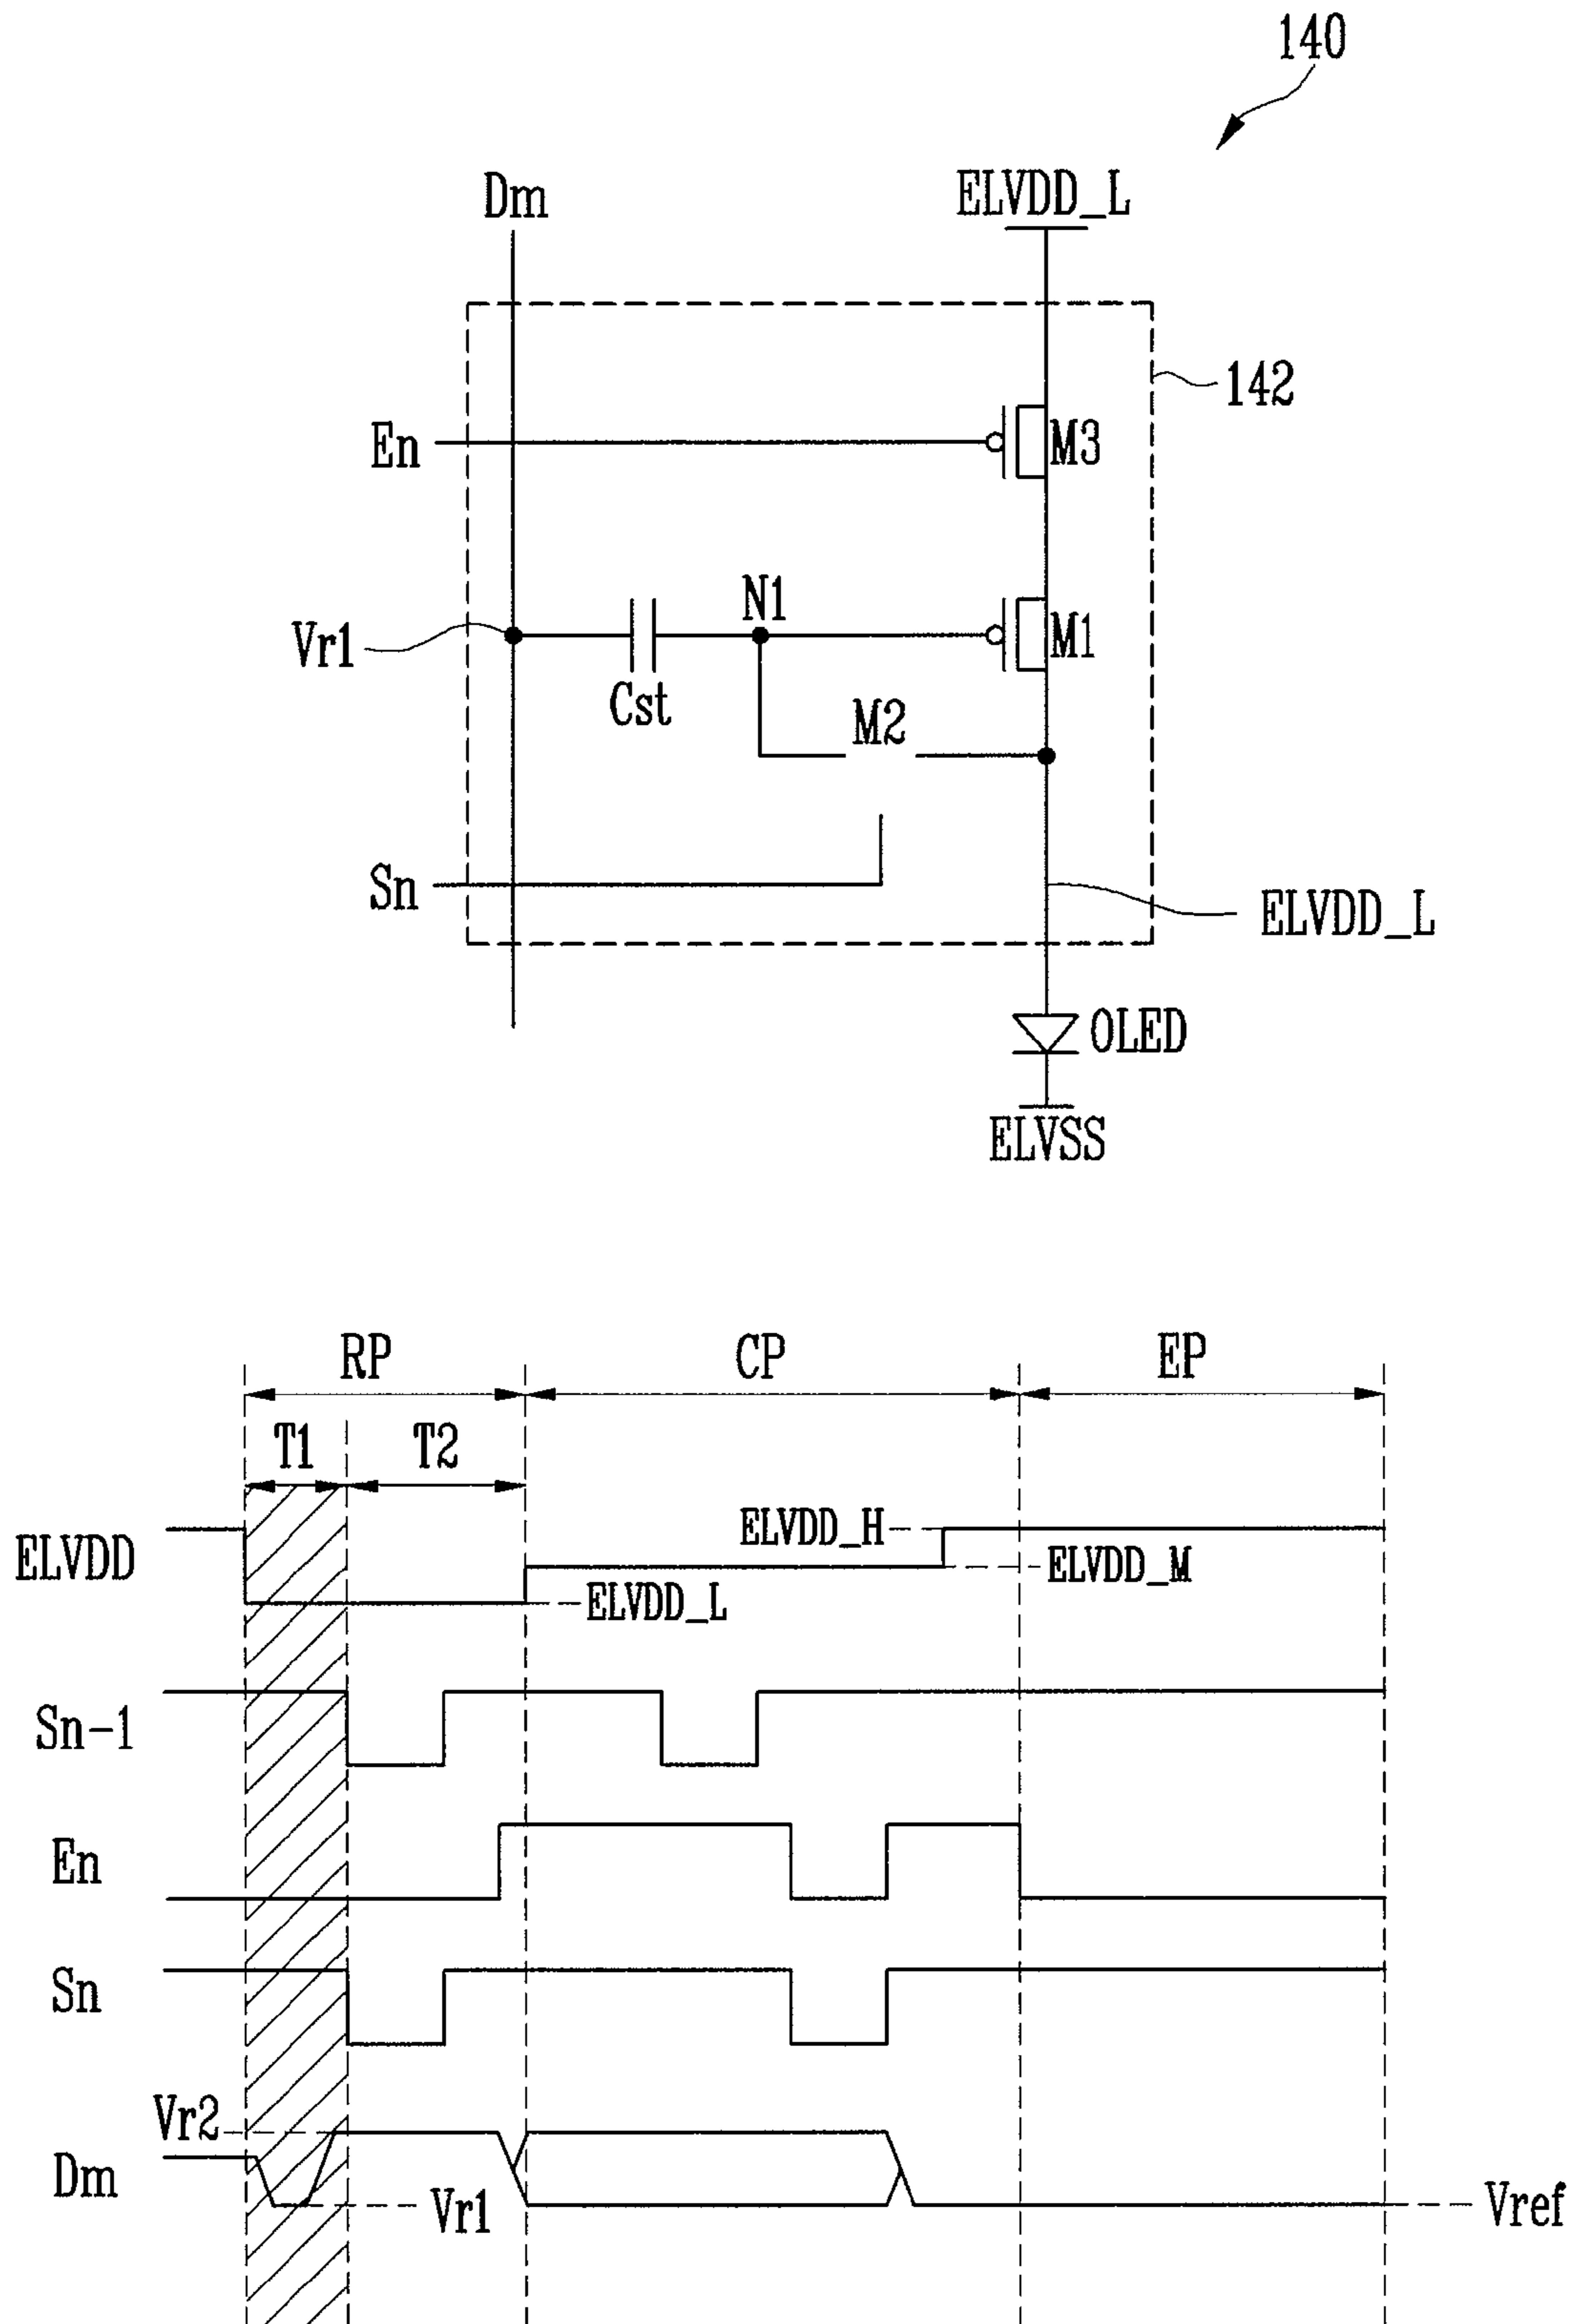 140
Dm
ELVDD_L
142
En
M3
N1
Vr1
M1
Cst
M2
Sn
ELVDD_L
OLED
ELVSS
RP
CP
EP
T1
T2
ELVDD_H
ELVDD
ELVDD_M
ELVDD_L
Sn-1
En
Sn
Vr2
Dm
Vr1
Vref